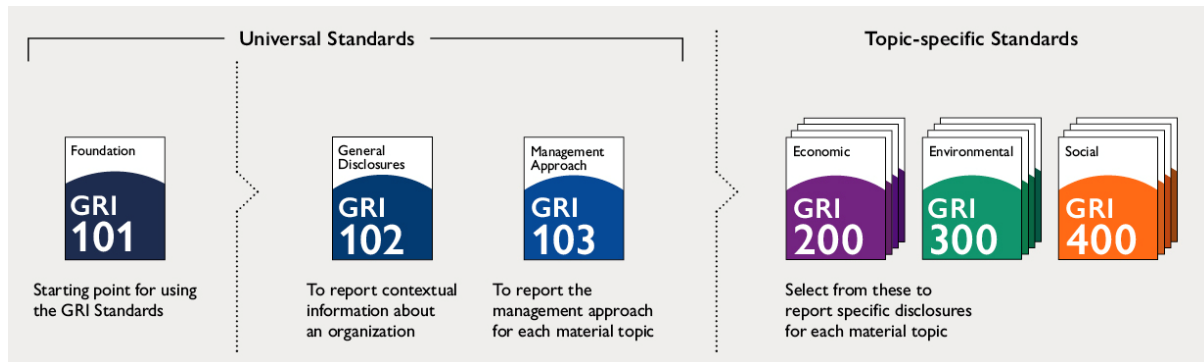 Universal Standards
Topic-specific Standards
Foundation
GRI
101
Starting point for using
the GRI Standards
General
Disclosures
GRI
102
To report contextual
information about
an organization
Management
Approach
GRI
103
To report the
management approach
for each material topic
Economic
GRI
200
Environmental
GRI
300
Social
GRI
400
Select from these to
report specific disclosures
for each material topic